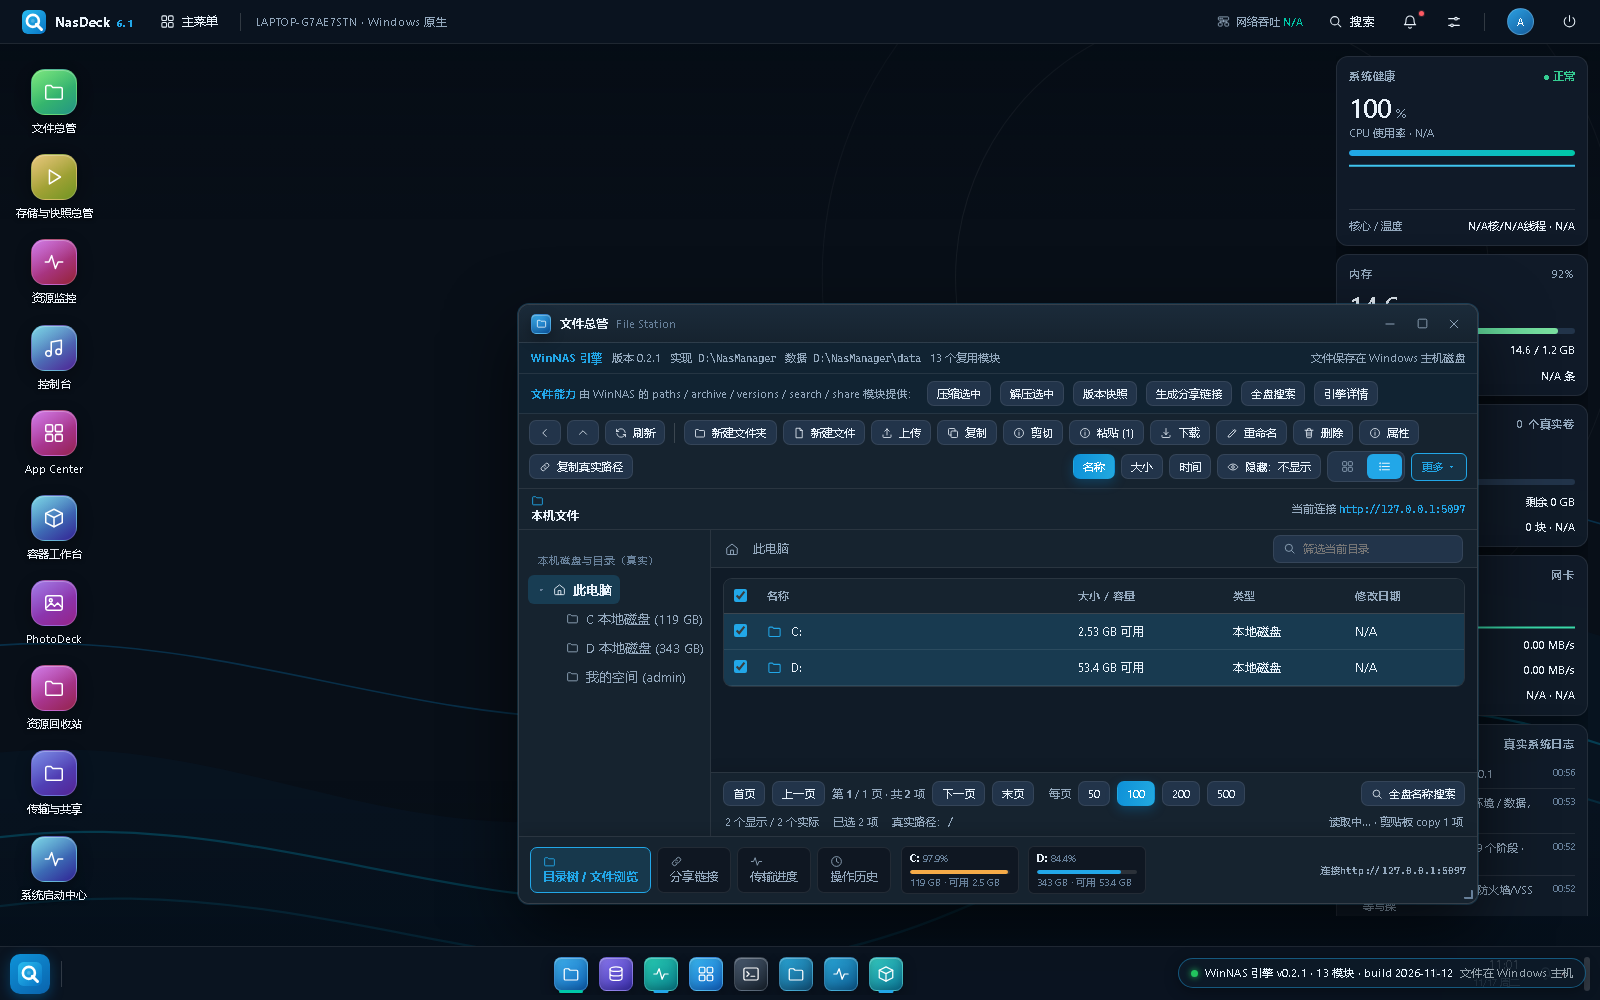 NasDeck 6.1 主菜单 LAPTOP-G7AE7STN · Windows 原生 网络吞吐 N/A 搜索 A
文件总管
存储与快照总管
资源监控
控制台
App Center
容器工作台
PhotoDeck
资源回收站
传输与共享
系统启动中心
系统健康 正常
100 %
CPU 使用率 · N/A
核心 / 温度 N/A核/N/A线程 · N/A
内存 92%
14.6 / 1.2 GB
N/A 条
0 个真实卷
剩余 0 GB
0 块 · N/A
网卡
0.00 MB/s
0.00 MB/s
N/A · N/A
真实系统日志
0.1 00:56
环境 / 数据, 00:53
9 个阶段 · 00:52
防火墙/VSS 00:52
文件总管 File Station
WinNAS 引擎 版本 0.2.1 实现 D:\NasManager 数据 D:\NasManager\data 13 个复用模块 文件保存在 Windows 主机磁盘
文件能力 由 WinNAS 的 paths / archive / versions / search / share 模块提供: 压缩选中 解压选中 版本快照 生成分享链接 全盘搜索 引擎详情
刷新 新建文件夹 新建文件 上传 复制 剪切 粘贴 (1) 下载 重命名 删除 属性
复制真实路径 名称 大小 时间 隐藏: 不显示 更多
本机文件 当前连接 http://127.0.0.1:5097
本机磁盘与目录（真实）
此电脑
C 本地磁盘 (119 GB)
D 本地磁盘 (343 GB)
我的空间 (admin)
此电脑 筛选当前目录
名称 大小 / 容量 类型 修改日期
C: 2.53 GB 可用 本地磁盘 N/A
D: 53.4 GB 可用 本地磁盘 N/A
首页 上一页 第 1 / 1 页 · 共 2 项 下一页 末页 每页 50 100 200 500 全盘名称搜索
2 个显示 / 2 个实际 已选 2 项 真实路径: / 读取中... · 剪贴板 copy 1 项
目录树 / 文件浏览 分享链接 传输进度 操作历史
C: 97.9%
119 GB · 可用 2.5 GB
D: 84.4%
343 GB · 可用 53.4 GB
连接http://127.0.0.1:5097
WinNAS 引擎 v0.2.1 · 13 模块 · build 2026-11-12 文件在 Windows 主机